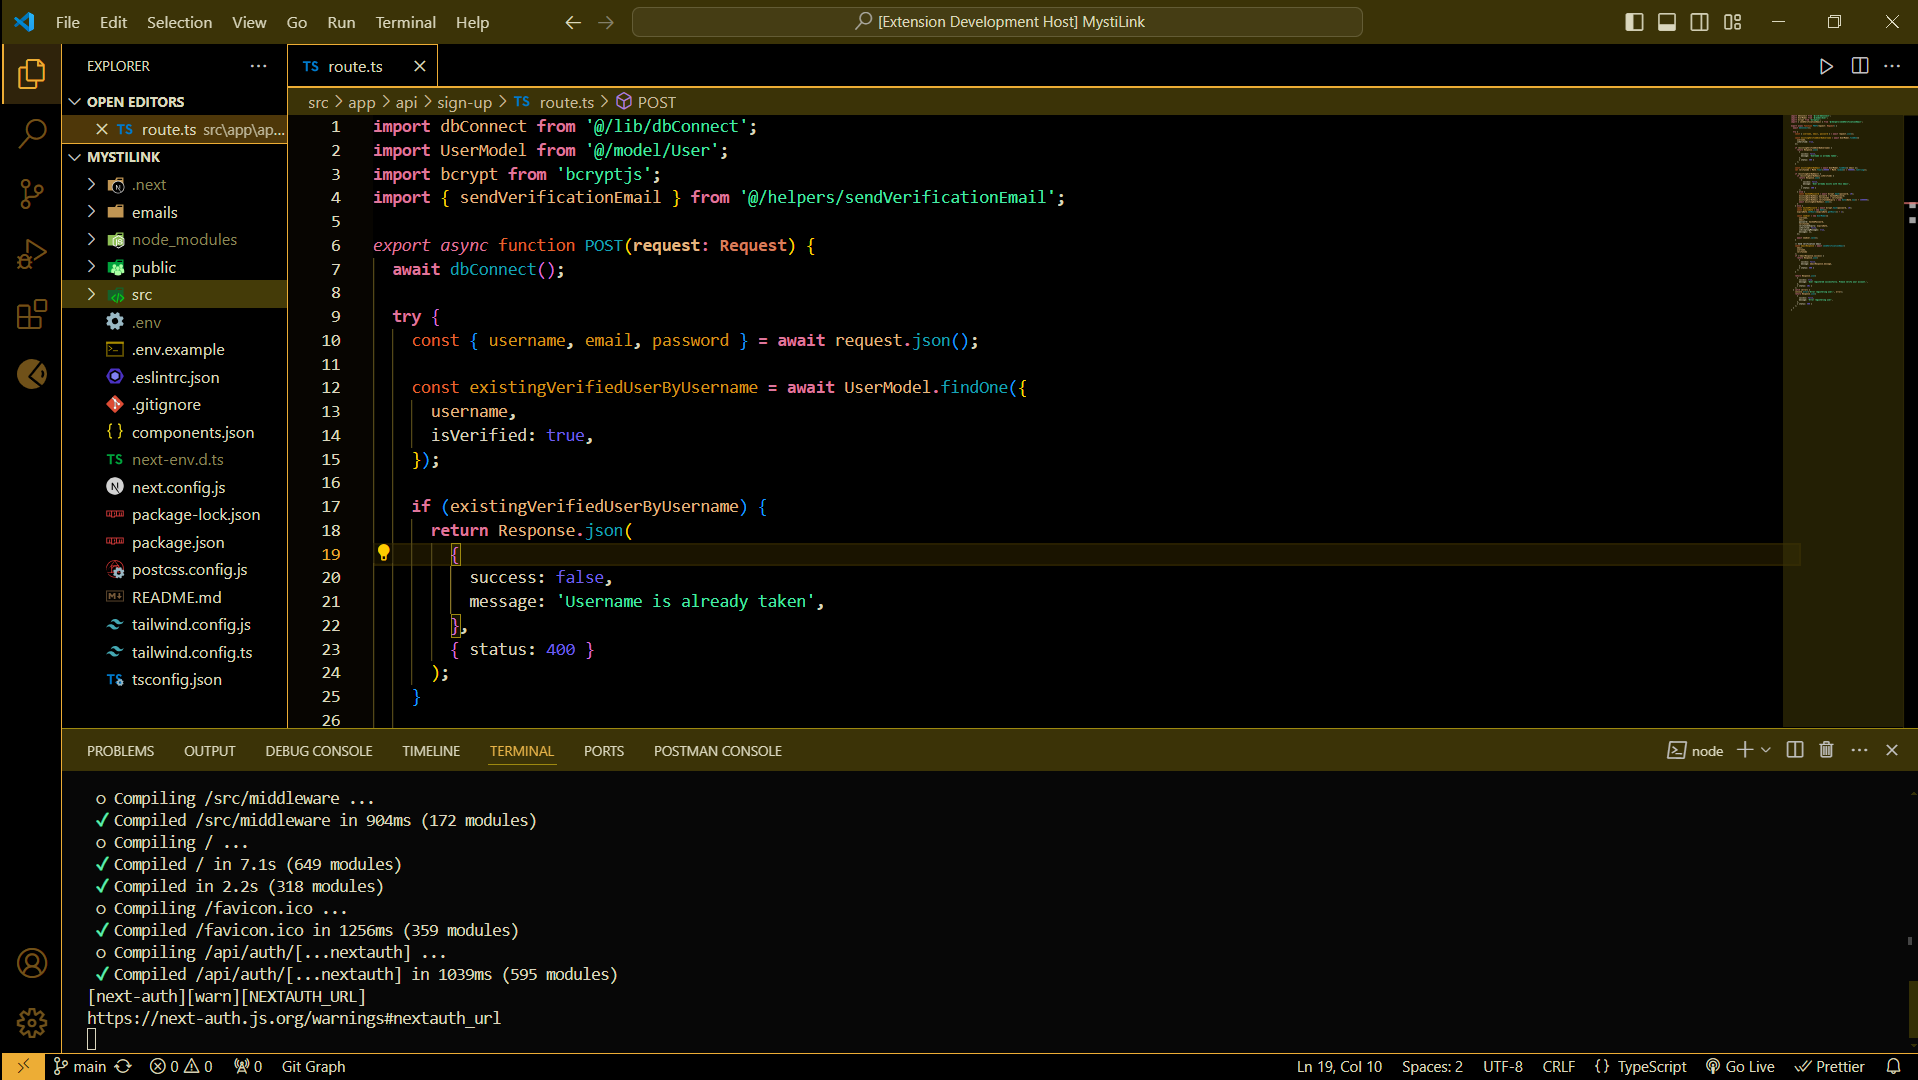 File Edit Selection View Go Run Terminal Help
[Extension Development Host] MystiLink
EXPLORER
OPEN EDITORS
TS route.ts src\app\ap...
MYSTILINK
.next
emails
node_modules
public
src
.env
.env.example
.eslintrc.json
.gitignore
{} components.json
TS next-env.d.ts
N next.config.js
package-lock.json
package.json
postcss.config.js
README.md
tailwind.config.js
tailwind.config.ts
TS tsconfig.json
TS route.ts
src > app > api > sign-up > TS route.ts > POST
1 import dbConnect from '@/lib/dbConnect';
2 import UserModel from '@/model/User';
3 import bcrypt from 'bcryptjs';
4 import { sendVerificationEmail } from '@/helpers/sendVerificationEmail';
5
6 export async function POST(request: Request) {
7 await dbConnect();
8
9 try {
10 const { username, email, password } = await request.json();
11
12 const existingVerifiedUserByUsername = await UserModel.findOne({
13 username,
14 isVerified: true,
15 });
16
17 if (existingVerifiedUserByUsername) {
18 return Response.json(
19 {
20 success: false,
21 message: 'Username is already taken',
22 },
23 { status: 400 }
24 );
25 }
26
PROBLEMS OUTPUT DEBUG CONSOLE TIMELINE TERMINAL PORTS POSTMAN CONSOLE
node
○ Compiling /src/middleware ...
✓ Compiled /src/middleware in 904ms (172 modules)
○ Compiling / ...
✓ Compiled / in 7.1s (649 modules)
✓ Compiled in 2.2s (318 modules)
○ Compiling /favicon.ico ...
✓ Compiled /favicon.ico in 1256ms (359 modules)
○ Compiling /api/auth/[...nextauth] ...
✓ Compiled /api/auth/[...nextauth] in 1039ms (595 modules)
[next-auth][warn][NEXTAUTH_URL]
https://next-auth.js.org/warnings#nextauth_url
main 0 0 0 Git Graph
Ln 19, Col 10 Spaces: 2 UTF-8 CRLF {} TypeScript Go Live Prettier